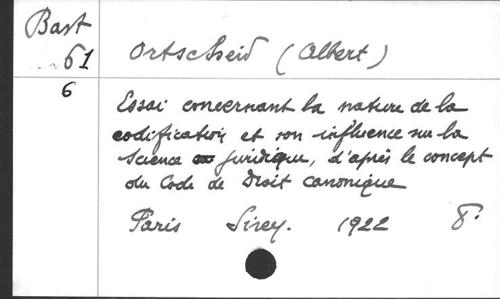 Bast
61
6
Ortscheid (Albert)
Essai concernant la nature de la
codification et son influence sur la
Science juridique, d'après le concept
du Code de Droit canonique
Paris Sirey. 1922 8°.